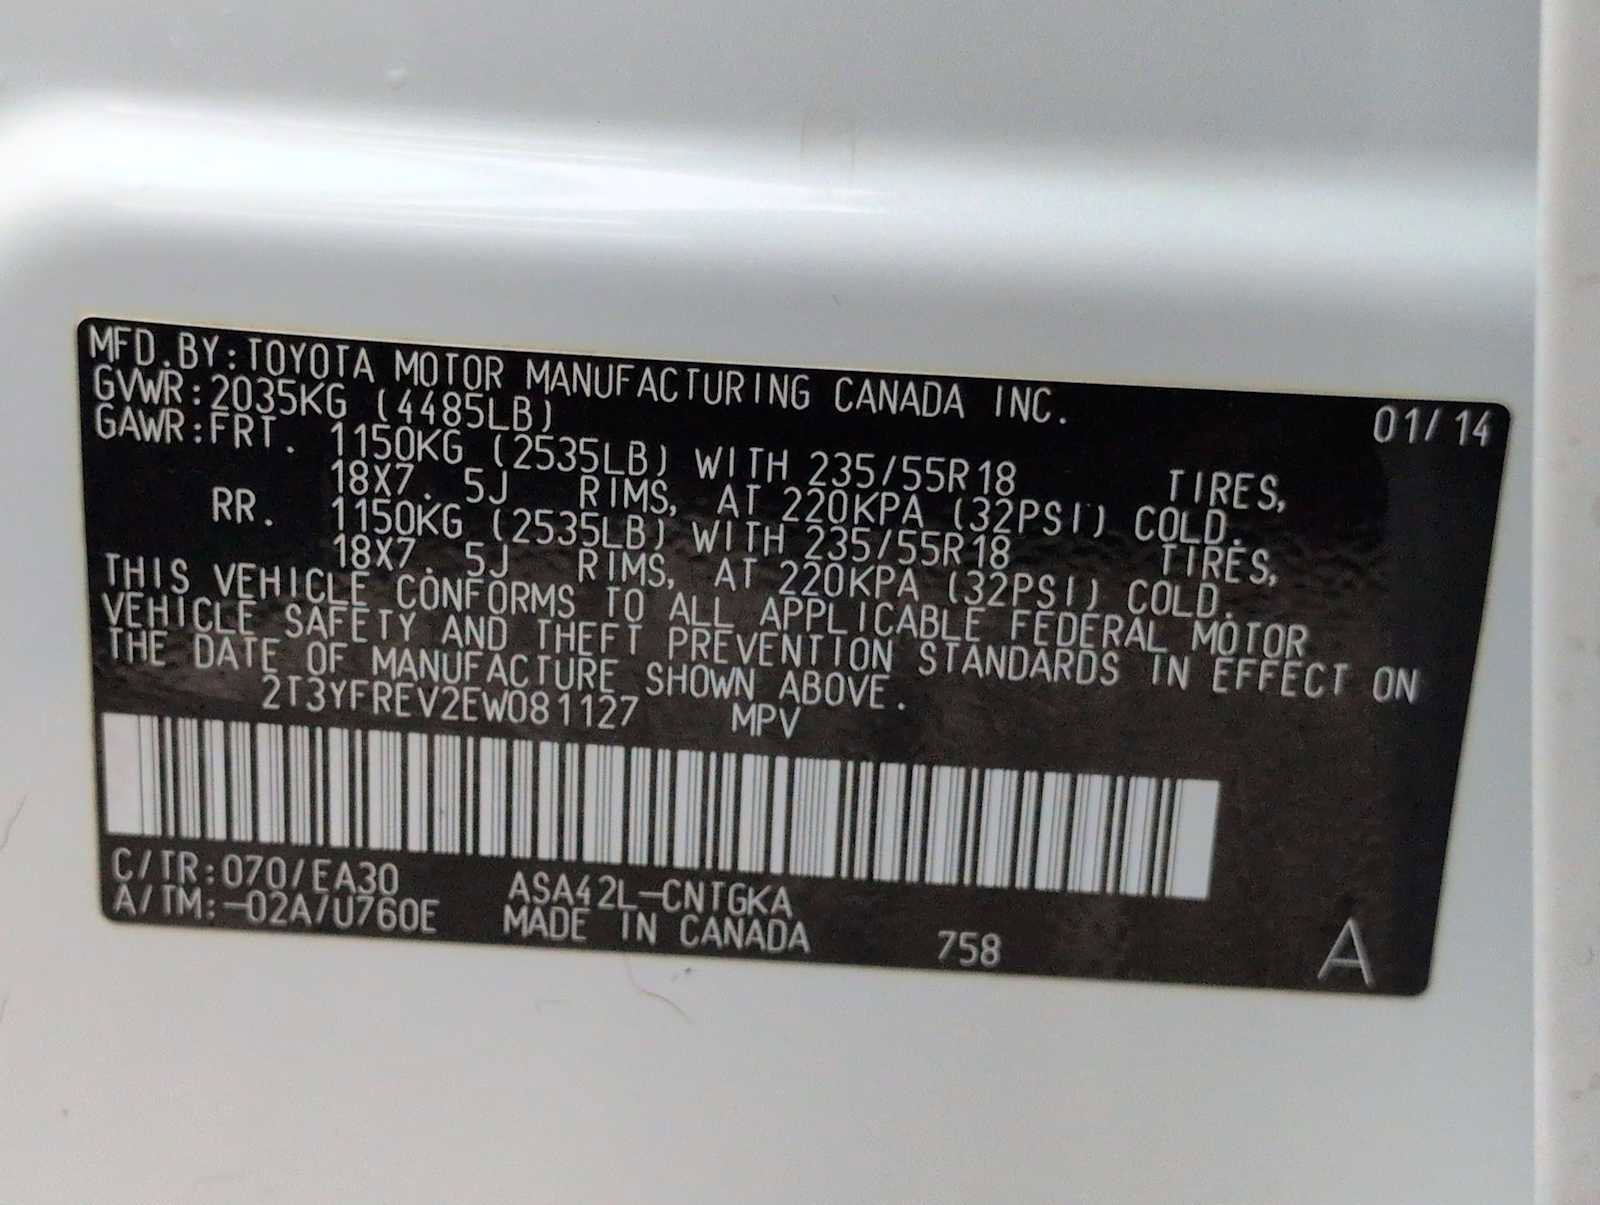 MFD.BY:TOYOTA MOTOR MANUFACTURING CANADA INC. 01/14
GVWR:2035KG (4485LB)
GAWR:FRT. 1150KG (2535LB) WITH 235/55R18 TIRES,
18X7.5J RIMS, AT 220KPA (32PSI) COLD.
RR. 1150KG (2535LB) WITH 235/55R18 TIRES,
18X7.5J RIMS, AT 220KPA (32PSI) COLD.
THIS VEHICLE CONFORMS TO ALL APPLICABLE FEDERAL MOTOR
VEHICLE SAFETY AND THEFT PREVENTION STANDARDS IN EFFECT ON
THE DATE OF MANUFACTURE SHOWN ABOVE.
2T3YFREV2EW081127 MPV
C/TR:070/EA30 ASA42L-CNTGKA
A/TM:-02A/U760E MADE IN CANADA 758 A